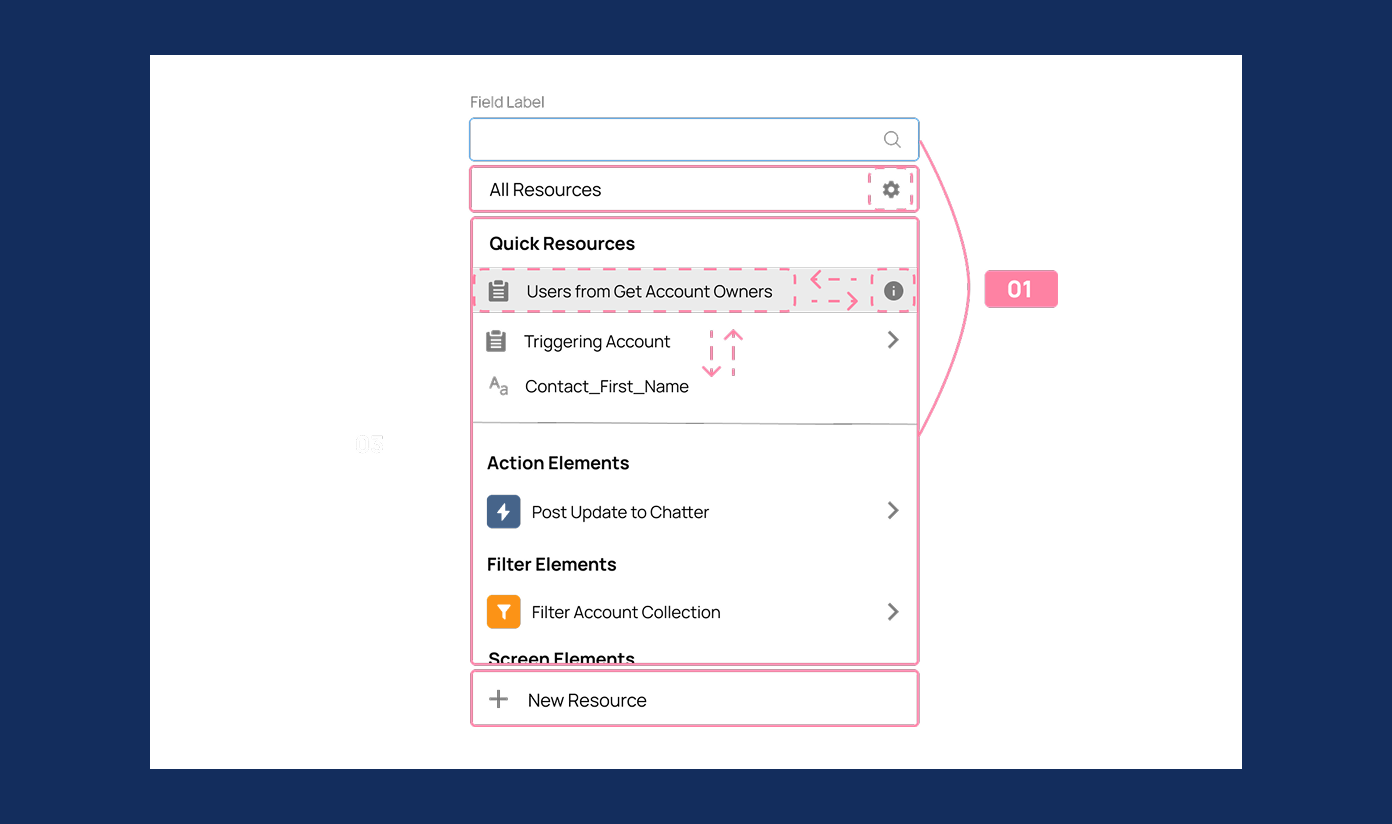 Field Label
All Resources
Quick Resources
Users from Get Account Owners
01
Triggering Account
Aa
Contact_First_Name
Action Elements
Post Update to Chatter
Filter Elements
Filter Account Collection
Screen Elements
New Resource